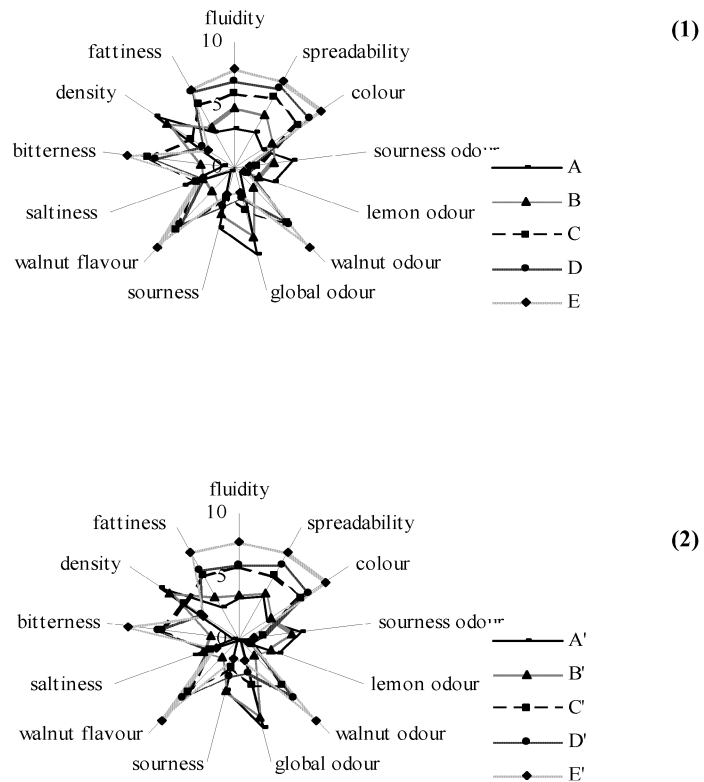 fluidity
10
(1)
fattiness
spreadability
density
colour
5
bitterness
sourness odour
0
A
saltiness
lemon odour
B
walnut flavour
walnut odour
C
sourness
global odour
D
E
fluidity
10
fattiness
spreadability
(2)
density
colour
5
bitterness
sourness odour
0
A'
saltiness
lemon odour
B'
walnut flavour
walnut odour
C'
sourness
global odour
D'
E'